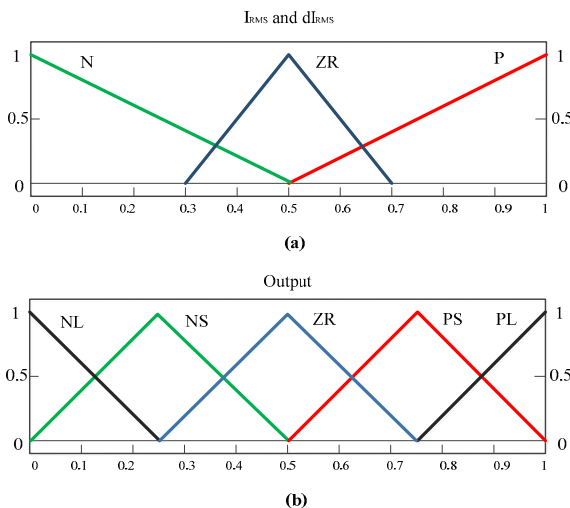 IRMS and dIRMS
1 N ZR P 1
0.5 0.5
0 0
0 0.1 0.2 0.3 0.4 0.5 0.6 0.7 0.8 0.9 1
(a)
Output
1 NL NS ZR PS PL 1
0.5 0.5
0 0
0 0.1 0.2 0.3 0.4 0.5 0.6 0.7 0.8 0.9 1
(b)